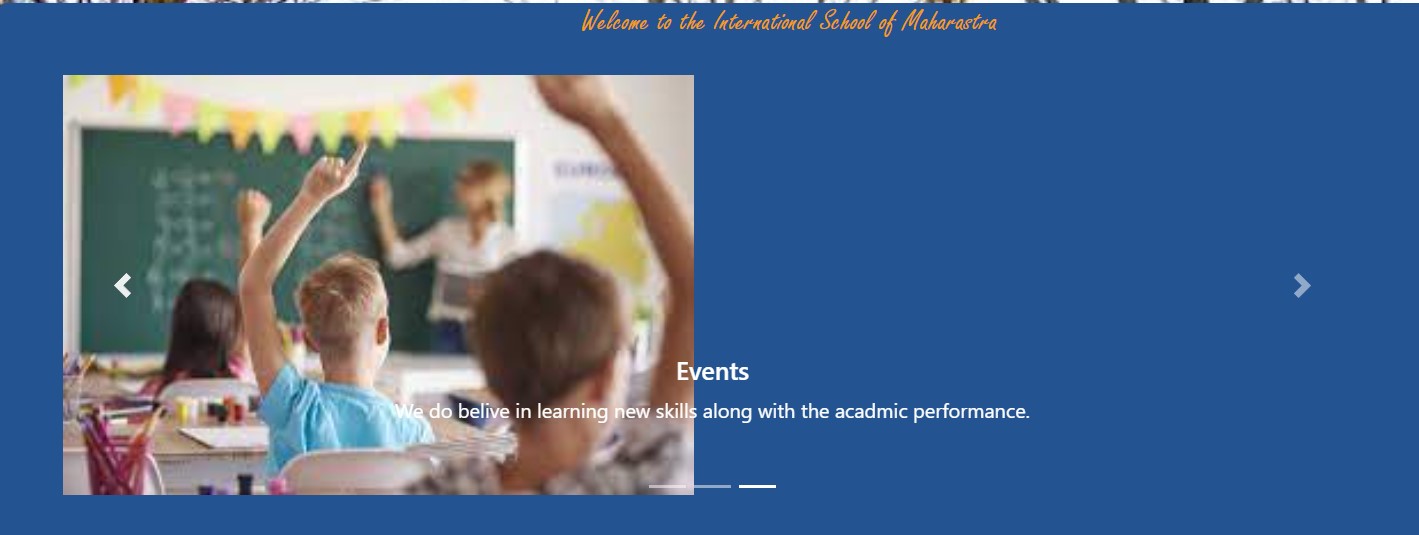 Welcome to the International School of Maharastra
Events
We do belive in learning new skills along with the acadmic performance.